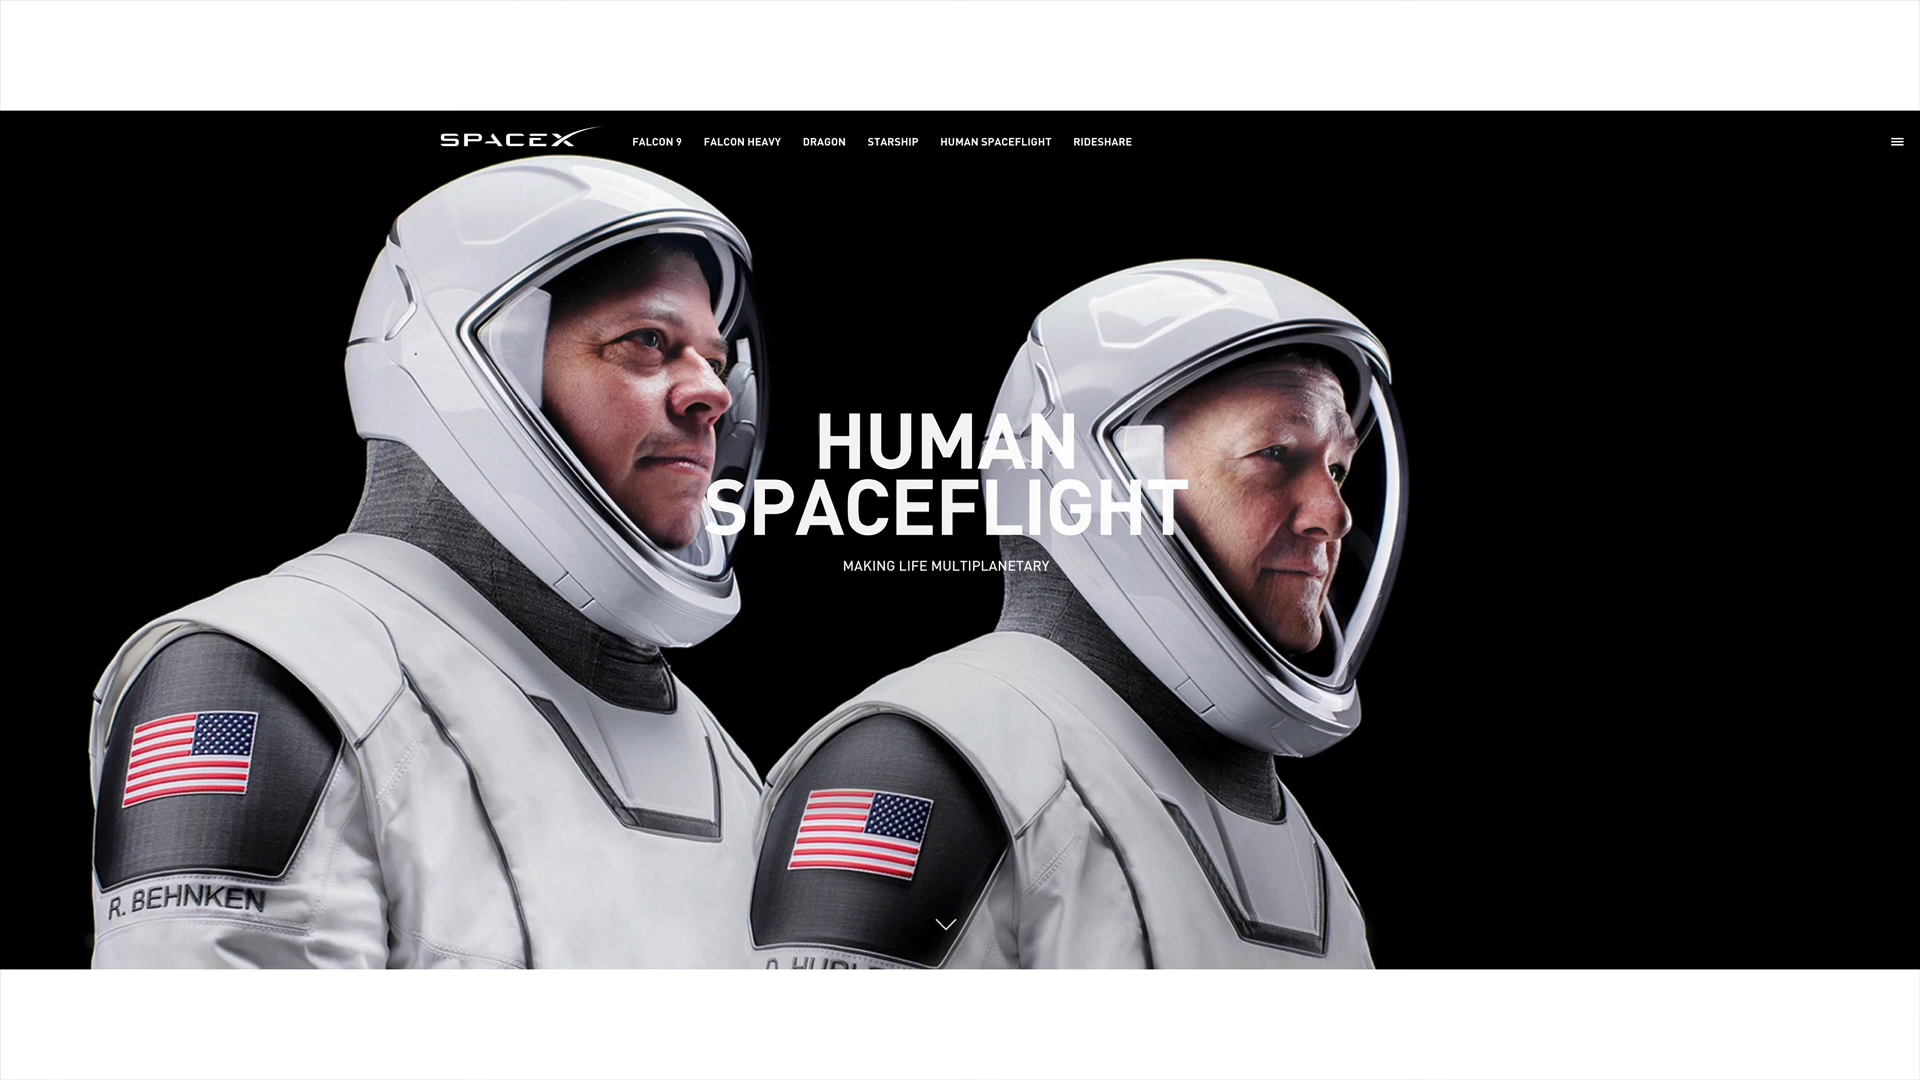 SPACEX
FALCON 9
FALCON HEAVY
DRAGON
STARSHIP
HUMAN SPACEFLIGHT
RIDESHARE
HUMAN
SPACEFLIGHT
MAKING LIFE MULTIPLANETARY
R. BEHNKEN